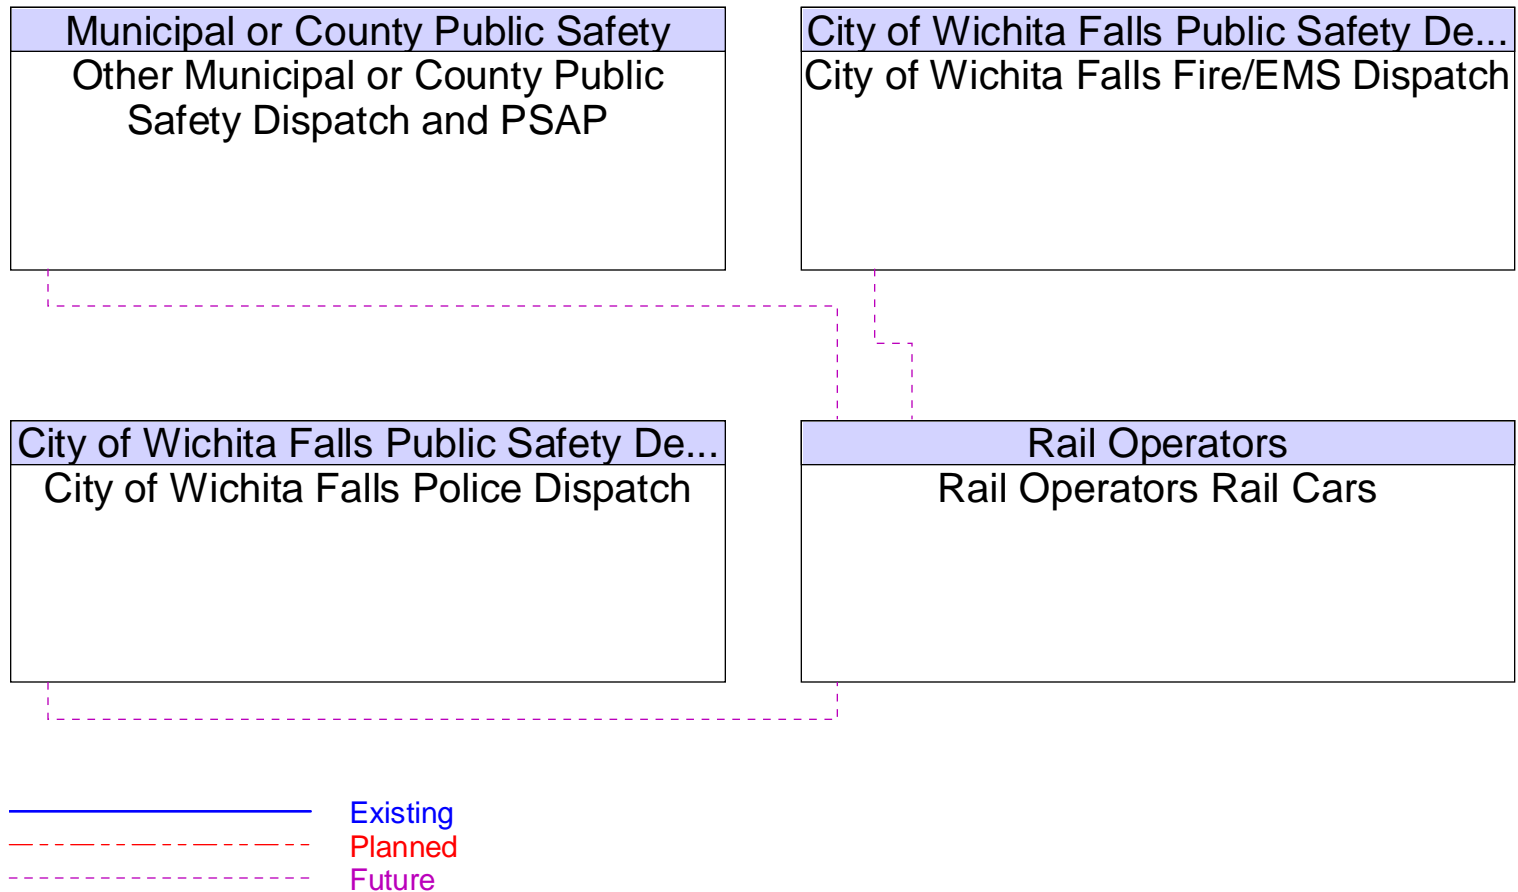 Municipal or County Public Safety
Other Municipal or County Public
Safety Dispatch and PSAP
City of Wichita Falls Public Safety De...
City of Wichita Falls Fire/EMS Dispatch
City of Wichita Falls Public Safety De...
City of Wichita Falls Police Dispatch
Rail Operators
Rail Operators Rail Cars
Existing
Planned
Future